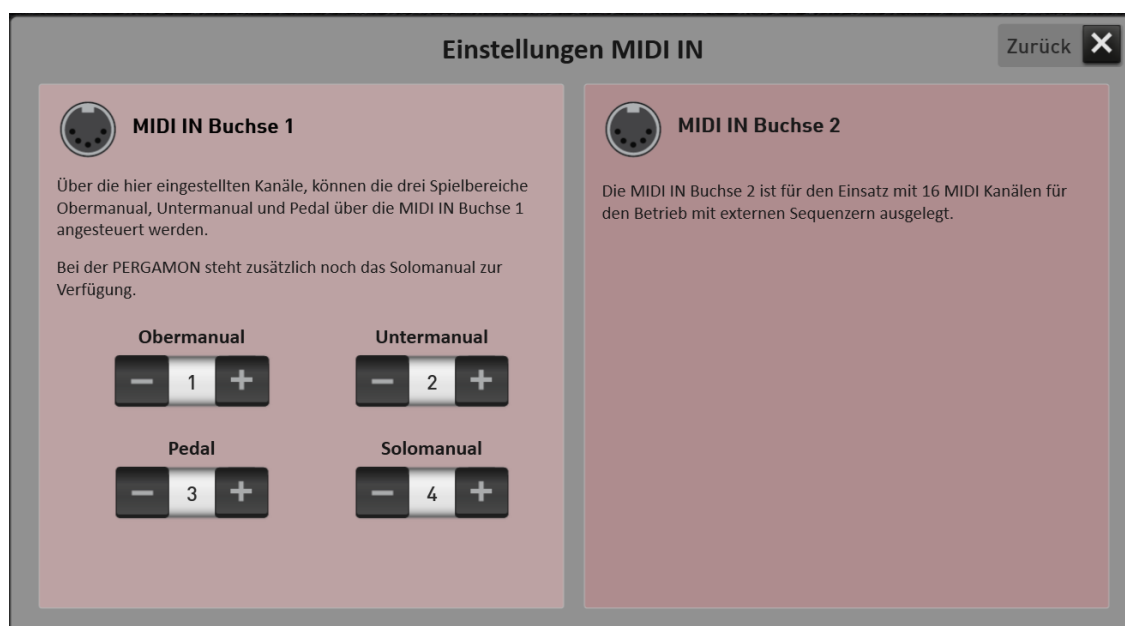 Einstellungen MIDI IN
Zurück
MIDI IN Buchse 1
Über die hier eingestellten Kanäle, können die drei Spielbereiche
Obermanual, Untermanual und Pedal über die MIDI IN Buchse 1
angesteuert werden.
Bei der PERGAMON steht zusätzlich noch das Solomanual zur
Verfügung.
Obermanual
Untermanual
− 1 +
− 2 +
Pedal
Solomanual
− 3 +
− 4 +
MIDI IN Buchse 2
Die MIDI IN Buchse 2 ist für den Einsatz mit 16 MIDI Kanälen für
den Betrieb mit externen Sequenzern ausgelegt.